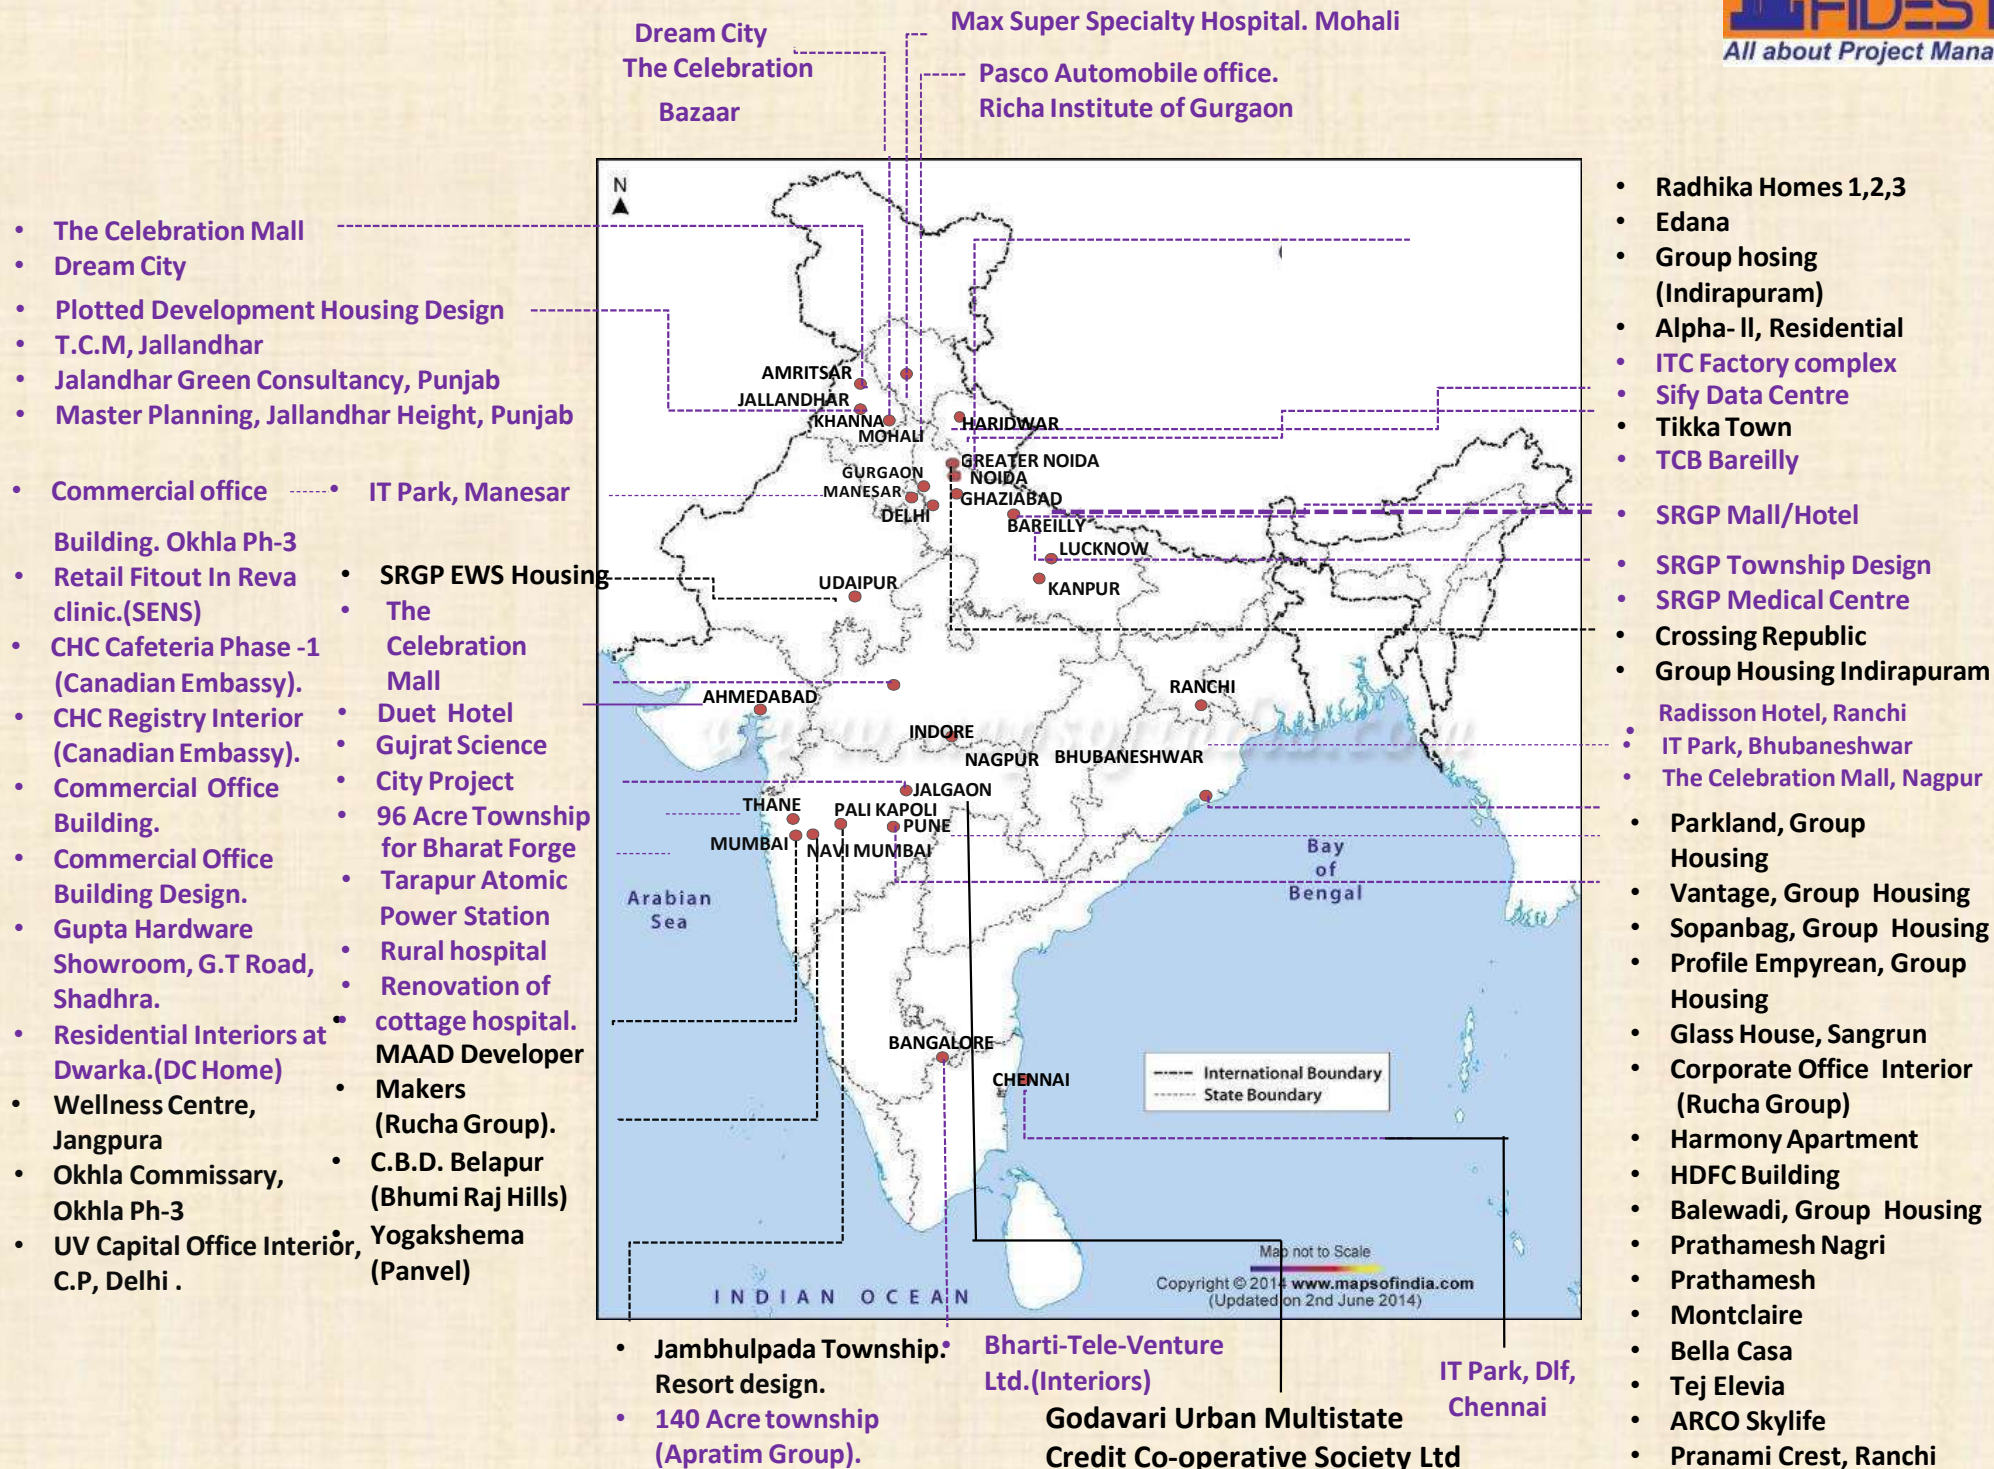 FIDEST
All about Project Mana
Dream City
The Celebration
Bazaar
Max Super Specialty Hospital. Mohali
Pasco Automobile office.
Richa Institute of Gurgaon
• The Celebration Mall
• Dream City
• Plotted Development Housing Design
• T.C.M, Jallandhar
• Jalandhar Green Consultancy, Punjab
• Master Planning, Jallandhar Height, Punjab
• Commercial office
Building. Okhla Ph-3
• Retail Fitout In Reva
clinic.(SENS)
• CHC Cafeteria Phase -1
(Canadian Embassy).
• CHC Registry Interior
(Canadian Embassy).
• Commercial Office
Building.
• Commercial Office
Building Design.
• Gupta Hardware
Showroom, G.T Road,
Shadhra.
• Residential Interiors at
Dwarka.(DC Home)
• Wellness Centre,
Jangpura
• Okhla Commissary,
Okhla Ph-3
• UV Capital Office Interior,
C.P, Delhi .
• IT Park, Manesar
• SRGP EWS Housing
• The
Celebration
Mall
• Duet Hotel
• Gujrat Science
• City Project
• 96 Acre Township
for Bharat Forge
• Tarapur Atomic
Power Station
• Rural hospital
• Renovation of
• cottage hospital.
• MAAD Developer
• Makers
(Rucha Group).
• C.B.D. Belapur
(Bhumi Raj Hills)
• Yogakshema
(Panvel)
N
AMRITSAR
JALLANDHAR
KHANNA
MOHALI
HARIDWAR
GREATER NOIDA
NOIDA
GHAZIABAD
GURGAON
MANESAR
DELHI
BAREILLY
LUCKNOW
KANPUR
UDAIPUR
AHMEDABAD
RANCHI
INDORE
NAGPUR
BHUBANESHWAR
JALGAON
THANE
PALI KAPOLI
PUNE
MUMBAI
NAVI MUMBAI
BANGALORE
CHENNAI
Arabian
Sea
Bay
of
Bengal
INDIAN OCEAN
International Boundary
State Boundary
Map not to Scale
Copyright © 2014 www.mapsofindia.com
(Updated on 2nd June 2014)
• Radhika Homes 1,2,3
• Edana
• Group hosing
(Indirapuram)
• Alpha- ll, Residential
• ITC Factory complex
• Sify Data Centre
• Tikka Town
• TCB Bareilly
• SRGP Mall/Hotel
• SRGP Township Design
• SRGP Medical Centre
• Crossing Republic
• Group Housing Indirapuram
• Radisson Hotel, Ranchi
• IT Park, Bhubaneshwar
• The Celebration Mall, Nagpur
• Parkland, Group
Housing
• Vantage, Group Housing
• Sopanbag, Group Housing
• Profile Empyrean, Group
Housing
• Glass House, Sangrun
• Corporate Office Interior
(Rucha Group)
• Harmony Apartment
• HDFC Building
• Balewadi, Group Housing
• Prathamesh Nagri
• Prathamesh
• Montclaire
• Bella Casa
• Tej Elevia
• ARCO Skylife
• Pranami Crest, Ranchi
• Jambhulpada Township.
Resort design.
• 140 Acre township
(Apratim Group).
• Bharti-Tele-Venture
Ltd.(Interiors)
Godavari Urban Multistate
Credit Co-operative Society Ltd
IT Park, Dlf,
Chennai